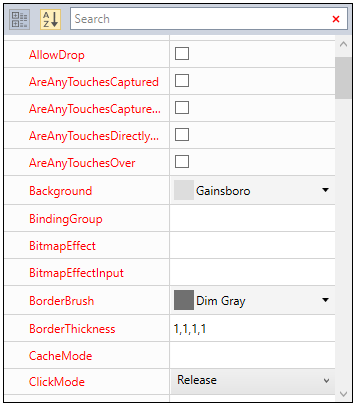 A
Z
Search
AllowDrop
AreAnyTouchesCaptured
AreAnyTouchesCapture...
AreAnyTouchesDirectly...
AreAnyTouchesOver
Background Gainsboro
BindingGroup
BitmapEffect
BitmapEffectInput
BorderBrush Dim Gray
BorderThickness 1,1,1,1
CacheMode
ClickMode Release